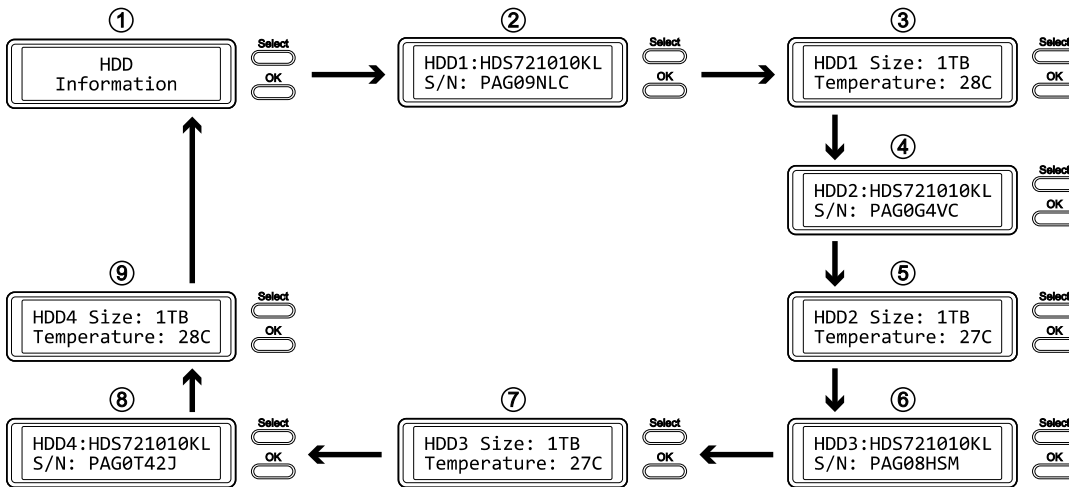 ①
HDD
Information
Select
OK
②
HDD1:HDS721010KL
S/N: PAG09NLC
Select
OK
③
HDD1 Size: 1TB
Temperature: 28C
Select
OK
④
HDD2:HDS721010KL
S/N: PAG0G4VC
Select
OK
⑤
HDD2 Size: 1TB
Temperature: 27C
Select
OK
⑥
HDD3:HDS721010KL
S/N: PAG08HSM
Select
OK
⑦
HDD3 Size: 1TB
Temperature: 27C
Select
OK
⑧
HDD4:HDS721010KL
S/N: PAG0T42J
Select
OK
⑨
HDD4 Size: 1TB
Temperature: 28C
Select
OK